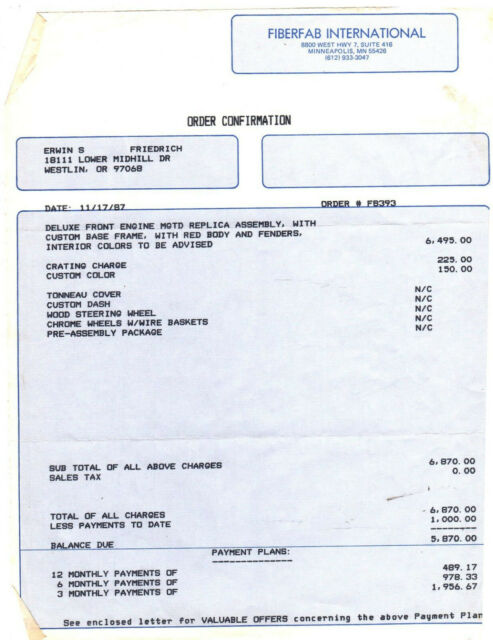 FIBERFAB INTERNATIONAL
8800 WEST HWY 7, SUITE 416
MINNEAPOLIS, MN 55426
(612) 933-3047
ORDER CONFIRMATION
ERWIN S FRIEDRICH
18111 LOWER MIDHILL DR
WESTLIN, OR 97068
DATE: 11/17/87 ORDER # FB393
DELUXE FRONT ENGINE MGTD REPLICA ASSEMBLY, WITH
CUSTOM BASE FRAME, WITH RED BODY AND FENDERS,
INTERIOR COLORS TO BE ADVISED 6,495.00
CRATING CHARGE 225.00
CUSTOM COLOR 150.00
TONNEAU COVER N/C
CUSTOM DASH N/C
WOOD STEERING WHEEL N/C
CHROME WHEELS W/WIRE BASKETS N/C
PRE-ASSEMBLY PACKAGE N/C
SUB TOTAL OF ALL ABOVE CHARGES 6,870.00
SALES TAX 0.00
TOTAL OF ALL CHARGES 6,870.00
LESS PAYMENTS TO DATE 1,000.00
--------
BALANCE DUE 5,870.00
PAYMENT PLANS:
--------------
12 MONTHLY PAYMENTS OF 489.17
6 MONTHLY PAYMENTS OF 978.33
3 MONTHLY PAYMENTS OF 1,956.67
See enclosed letter for VALUABLE OFFERS concerning the above Payment Plan